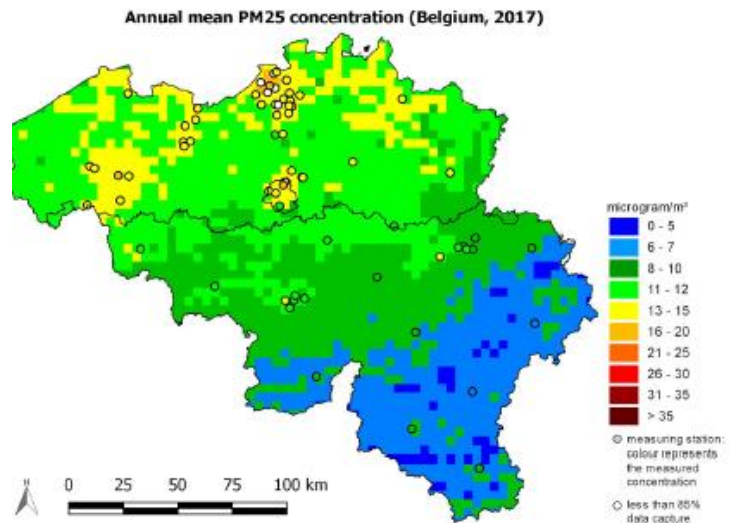 Annual mean PM25 concentration (Belgium, 2017)
microgram/m³
0 - 5
6 - 7
8 - 10
11 - 12
13 - 15
16 - 20
21 - 25
26 - 30
31 - 35
> 35
measuring station:
colour represents
the measured
concentration
less than 85%
data capture
0 25 50 75 100 km
N